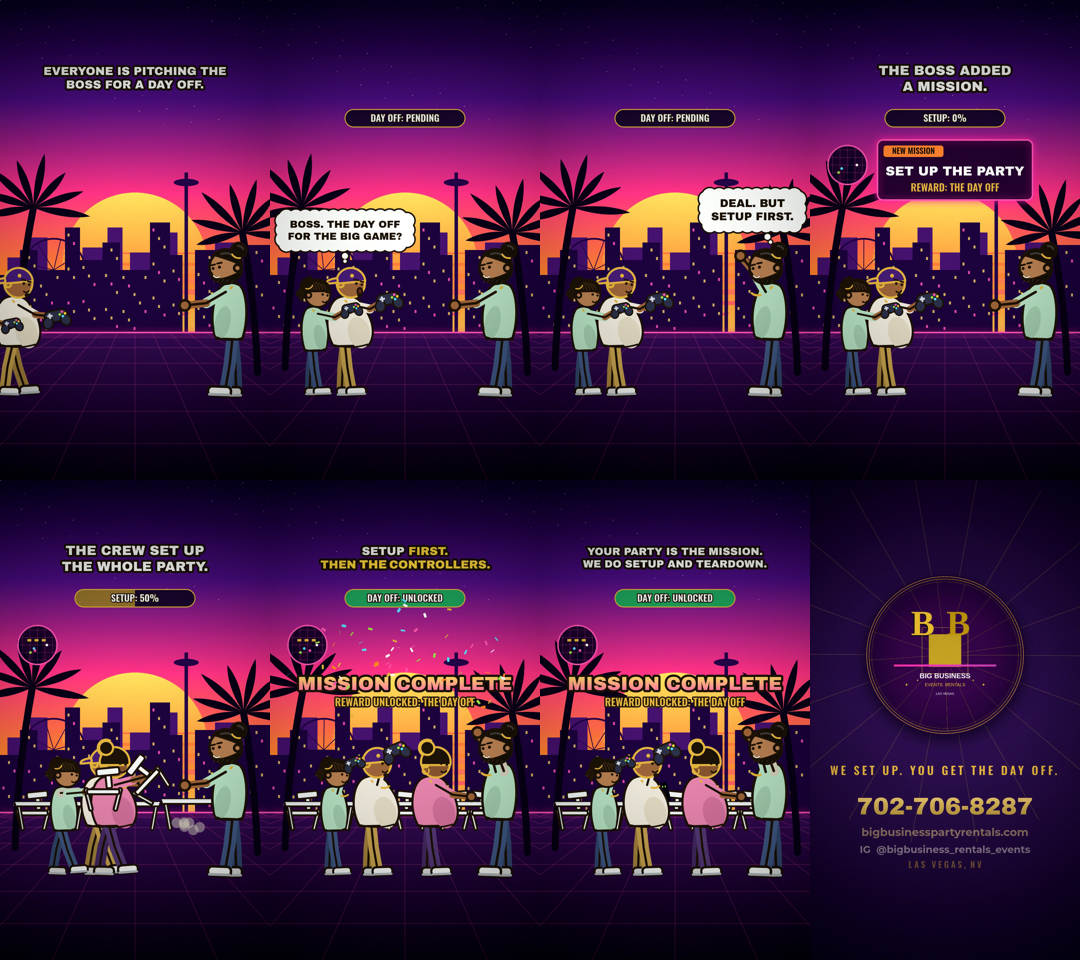 EVERYONE IS PITCHING THE
BOSS FOR A DAY OFF.
DAY OFF: PENDING
BOSS. THE DAY OFF
FOR THE BIG GAME?
DAY OFF: PENDING
DEAL. BUT
SETUP FIRST.
THE BOSS ADDED
A MISSION.
SETUP: 0%
NEW MISSION
SET UP THE PARTY
REWARD: THE DAY OFF
THE CREW SET UP
THE WHOLE PARTY.
SETUP: 50%
SETUP FIRST.
THEN THE CONTROLLERS.
DAY OFF: UNLOCKED
MISSION COMPLETE
REWARD UNLOCKED: THE DAY OFF
YOUR PARTY IS THE MISSION.
WE DO SETUP AND TEARDOWN.
DAY OFF: UNLOCKED
MISSION COMPLETE
REWARD UNLOCKED: THE DAY OFF
B B
BIG BUSINESS
EVENTS RENTALS
LAS VEGAS
WE SET UP. YOU GET THE DAY OFF.
702-706-8287
bigbusinesspartyrentals.com
IG @bigbusiness_rentals_events
LAS VEGAS, NV